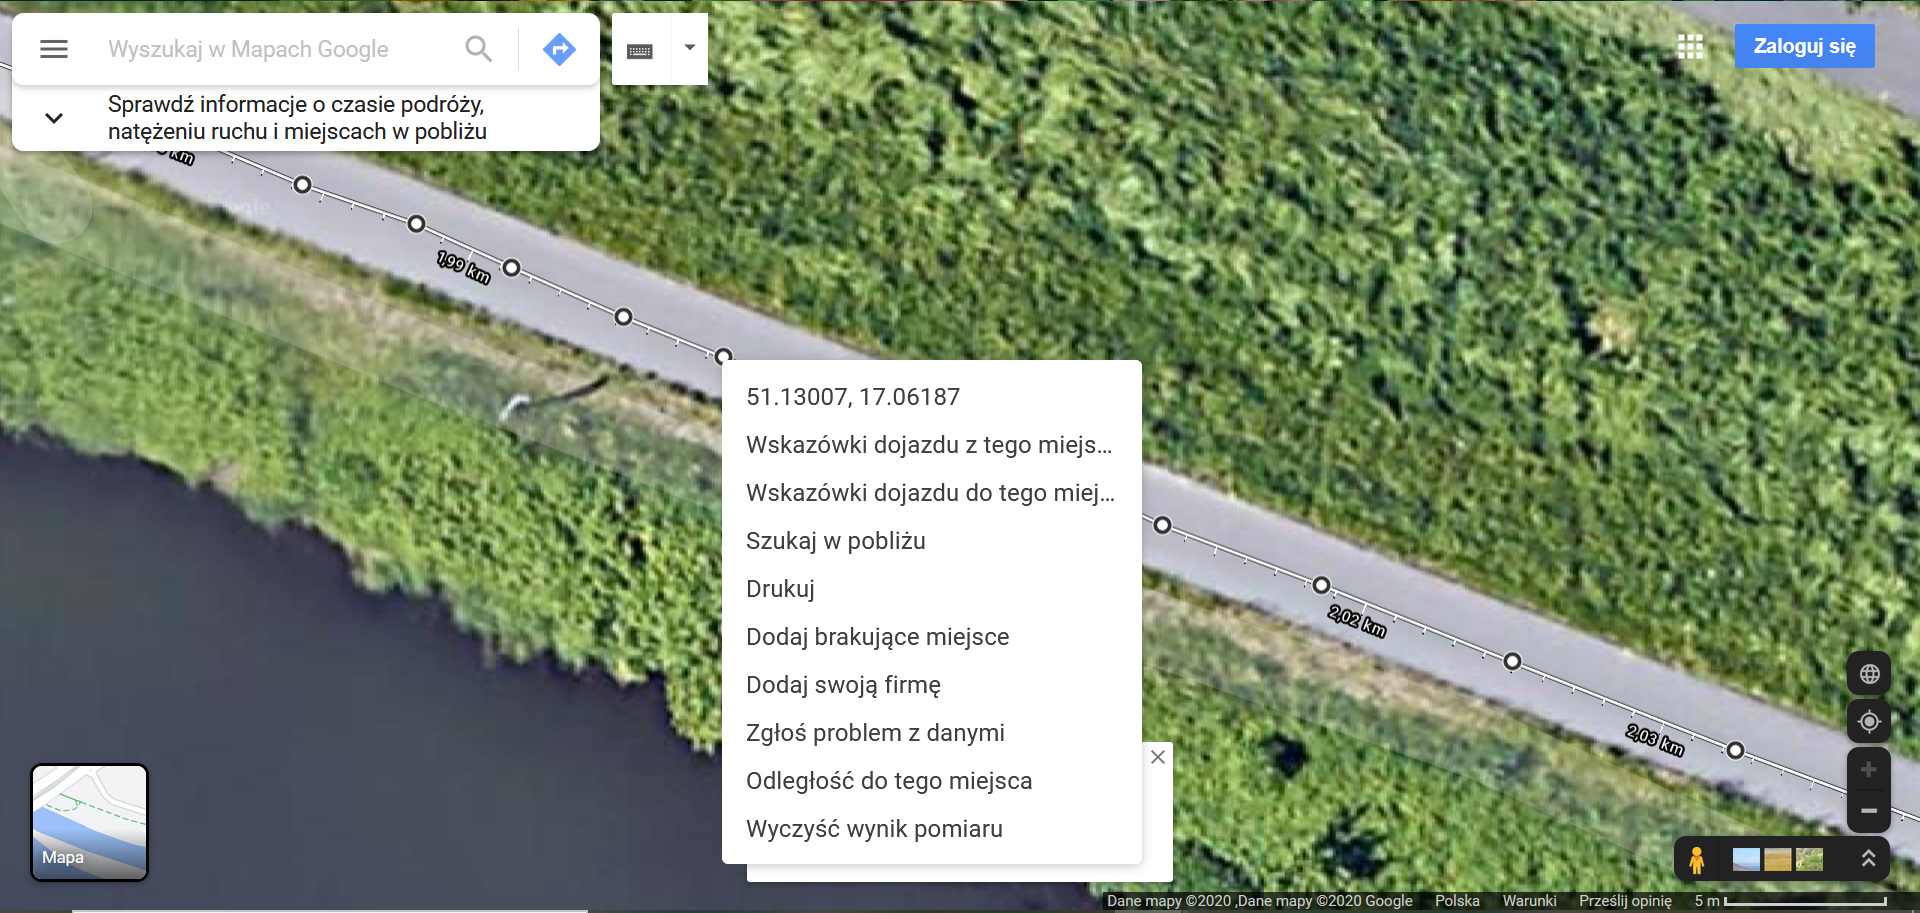 Wyszukaj w Mapach Google
Zaloguj się
Sprawdź informacje o czasie podróży,
natężeniu ruchu i miejscach w pobliżu
km
1,99 km
51.13007, 17.06187
Wskazówki dojazdu z tego miejs...
Wskazówki dojazdu do tego miej...
Szukaj w pobliżu
Drukuj
Dodaj brakujące miejsce
Dodaj swoją firmę
Zgłoś problem z danymi
Odległość do tego miejsca
Wyczyść wynik pomiaru
2,02 km
2,03 km
Mapa
Dane mapy ©2020 ,Dane mapy ©2020 Google Polska Warunki Prześlij opinię 5 m